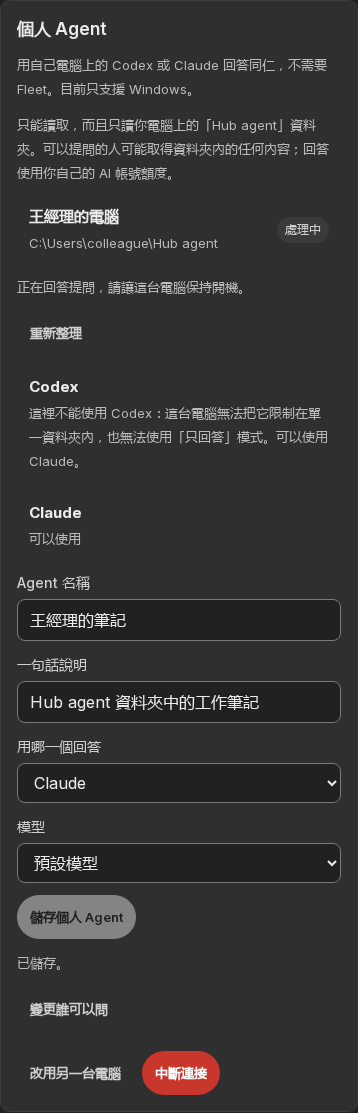 個人 Agent
用自己電腦上的 Codex 或 Claude 回答同仁，不需要
Fleet。目前只支援 Windows。
只能讀取，而且只讀你電腦上的「Hub agent」資料
夾。可以提問的人可能取得資料夾內的任何內容；回答
使用你自己的 AI 帳號額度。
王經理的電腦
處理中
C:\Users\colleague\Hub agent
正在回答提問，請讓這台電腦保持開機。
重新整理
Codex
這裡不能使用 Codex：這台電腦無法把它限制在單
一資料夾內，也無法使用「只回答」模式。可以使用
Claude。
Claude
可以使用
Agent 名稱
王經理的筆記
一句話說明
Hub agent 資料夾中的工作筆記
用哪一個回答
Claude
模型
預設模型
儲存個人 Agent
已儲存。
變更誰可以問
改用另一台電腦
中斷連接